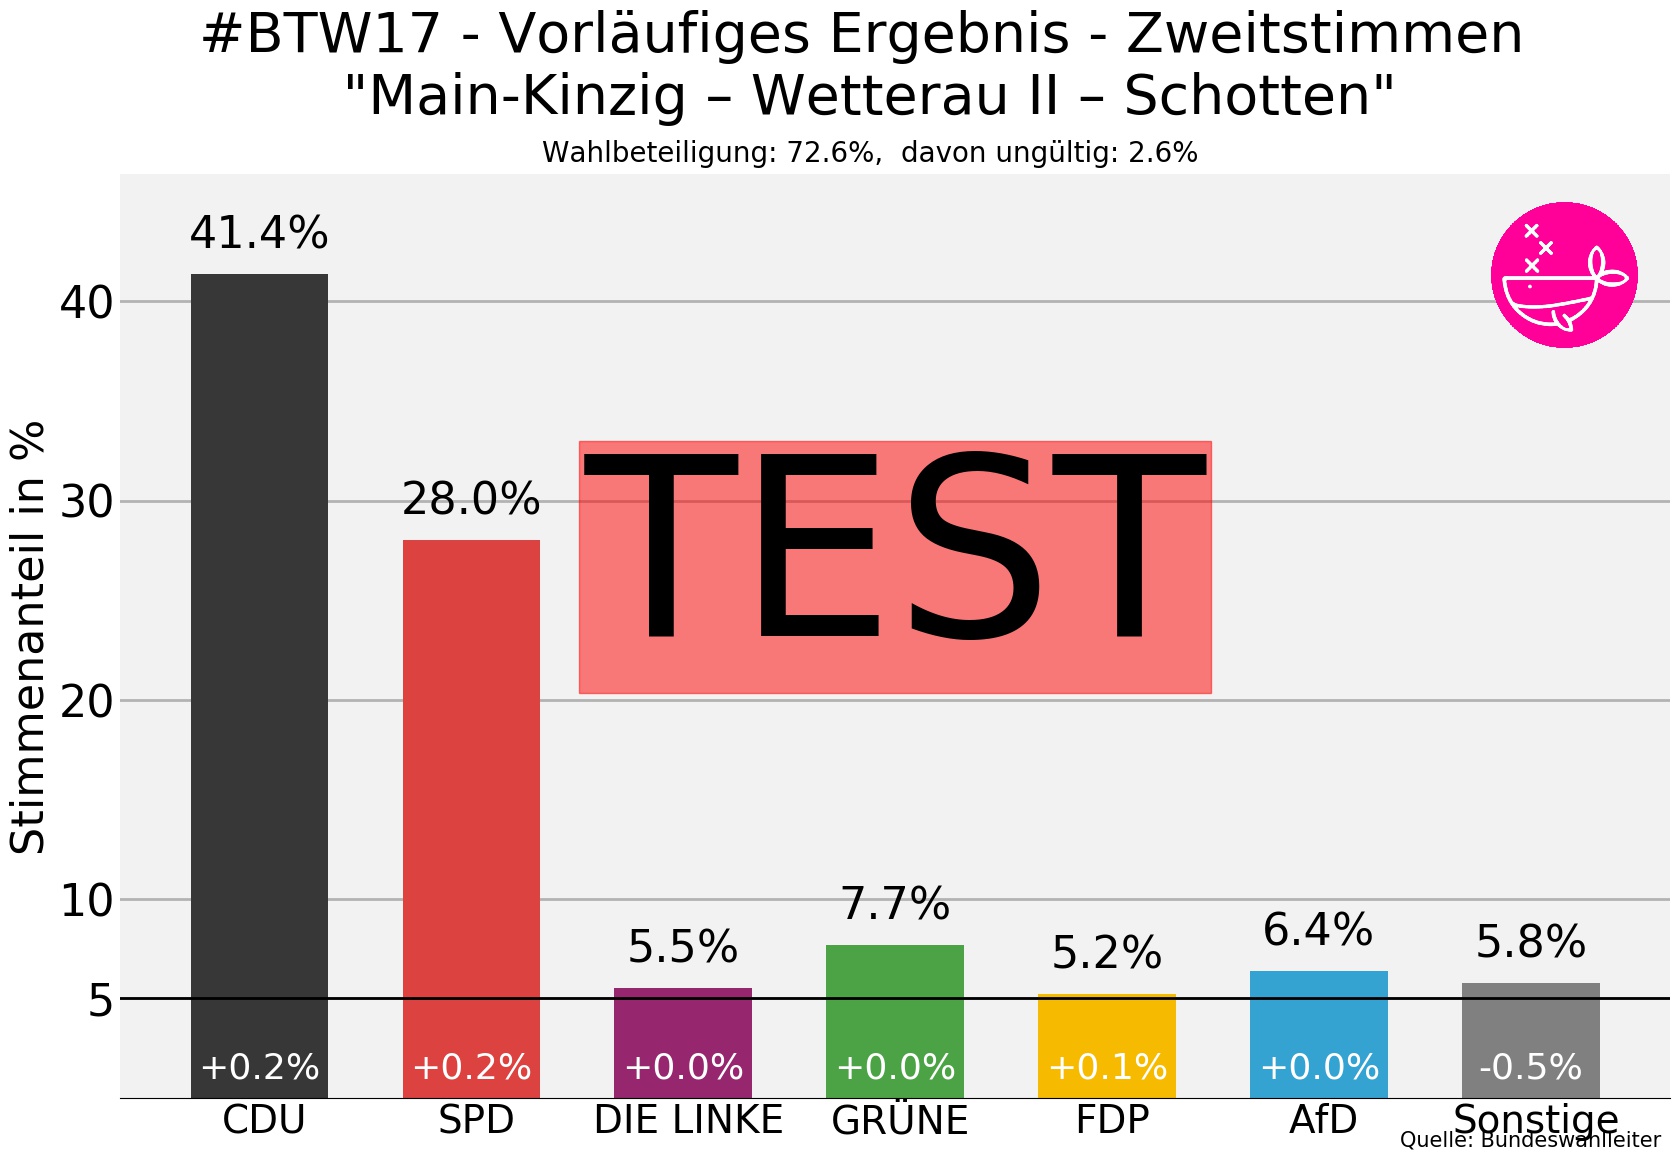 #BTW17 - Vorläufiges Ergebnis - Zweitstimmen
"Main-Kinzig – Wetterau II – Schotten"
Wahlbeteiligung: 72.6%,  davon ungültig: 2.6%
Stimmenanteil in %
40
30
20
10
5
41.4%
28.0%
5.5%
7.7%
5.2%
6.4%
5.8%
TEST
+0.2%
+0.2%
+0.0%
+0.0%
+0.1%
+0.0%
-0.5%
CDU
SPD
DIE LINKE
GRÜNE
FDP
AfD
Sonstige
Quelle: Bundeswahlleiter